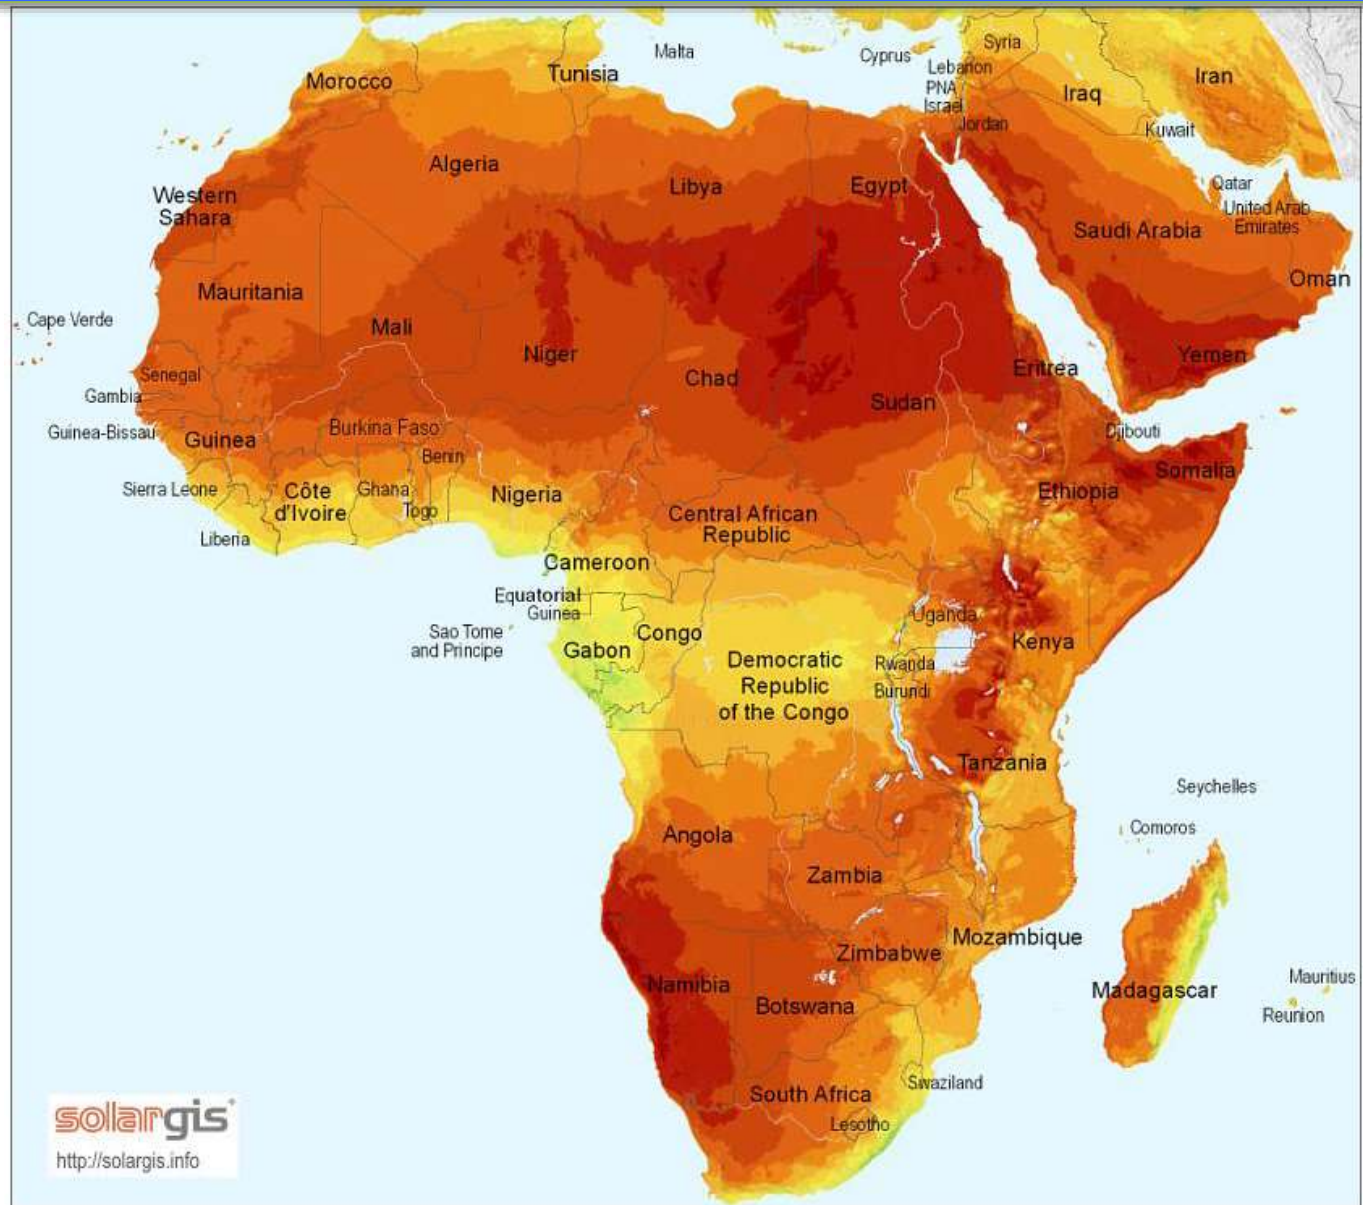 Malta
Cyprus
Syria
Lebanon
PNA
Israel
Jordan
Iraq
Iran
Kuwait
Morocco
Tunisia
Algeria
Libya
Egypt
Western
Sahara
Qatar
United Arab
Emirates
Saudi Arabia
Oman
Mauritania
Cape Verde
Mali
Niger
Chad
Sudan
Eritrea
Yemen
Senegal
Gambia
Guinea-Bissau
Guinea
Burkina Faso
Benin
Djibouti
Somalia
Ethiopia
Sierra Leone
Côte
d'Ivoire
Ghana
Togo
Nigeria
Liberia
Central African
Republic
Cameroon
Equatorial
Guinea
Sao Tome
and Principe
Gabon
Congo
Uganda
Kenya
Democratic
Republic
of the Congo
Rwanda
Burundi
Tanzania
Seychelles
Comoros
Angola
Zambia
Mozambique
Zimbabwe
Namibia
Botswana
Madagascar
Mauritius
Reunion
South Africa
Swaziland
Lesotho
solargis
http://solargis.info